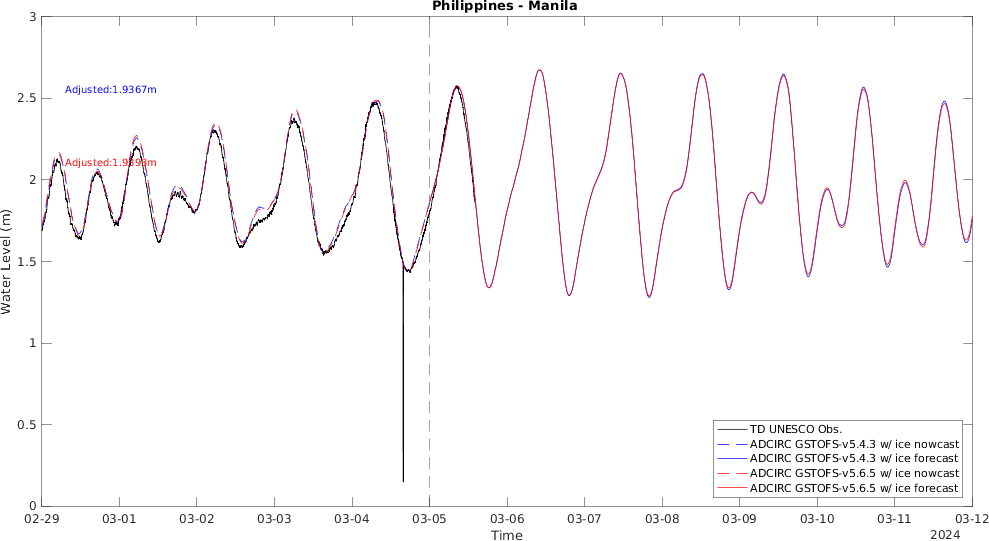 Philippines - Manila
3
2.5
2
1.5
1
0.5
0
Water Level (m)
Adjusted:1.9367m
Adjusted:1.9393m
TD UNESCO Obs.
ADCIRC GSTOFS-v5.4.3 w/ ice nowcast
ADCIRC GSTOFS-v5.4.3 w/ ice forecast
ADCIRC GSTOFS-v5.6.5 w/ ice nowcast
ADCIRC GSTOFS-v5.6.5 w/ ice forecast
02-29 03-01 03-02 03-03 03-04 03-05 03-06 03-07 03-08 03-09 03-10 03-11 03-12
Time
2024